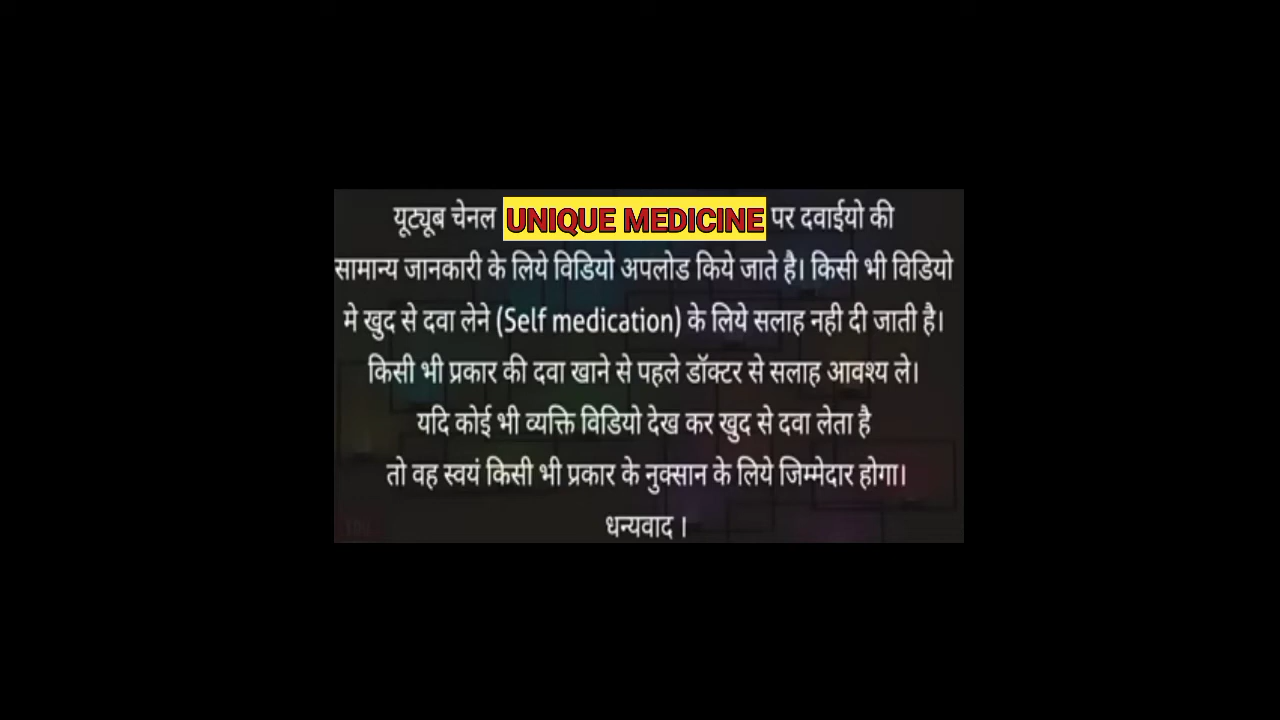 यूट्यूब चेनल UNIQUE MEDICINE पर दवाईयो की
सामान्य जानकारी के लिये विडियो अपलोड किये जाते है। किसी भी विडियो
मे खुद से दवा लेने (Self medication) के लिये सलाह नही दी जाती है।
किसी भी प्रकार की दवा खाने से पहले डॉक्टर से सलाह आवश्य ले।
यदि कोई भी व्यक्ति विडियो देख कर खुद से दवा लेता है
तो वह स्वयं किसी भी प्रकार के नुक्सान के लिये जिम्मेदार होगा।
धन्यवाद ।